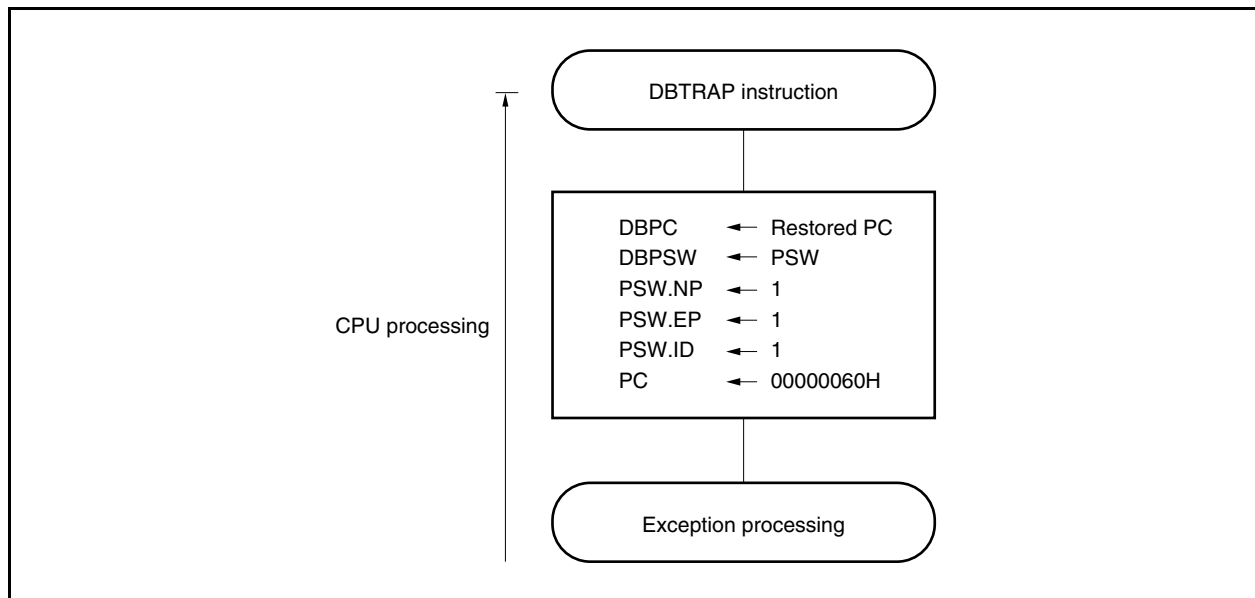 DBTRAP instruction
DBPC ← Restored PC
DBPSW ← PSW
PSW.NP ← 1
PSW.EP ← 1
PSW.ID ← 1
PC ← 00000060H
CPU processing
Exception processing